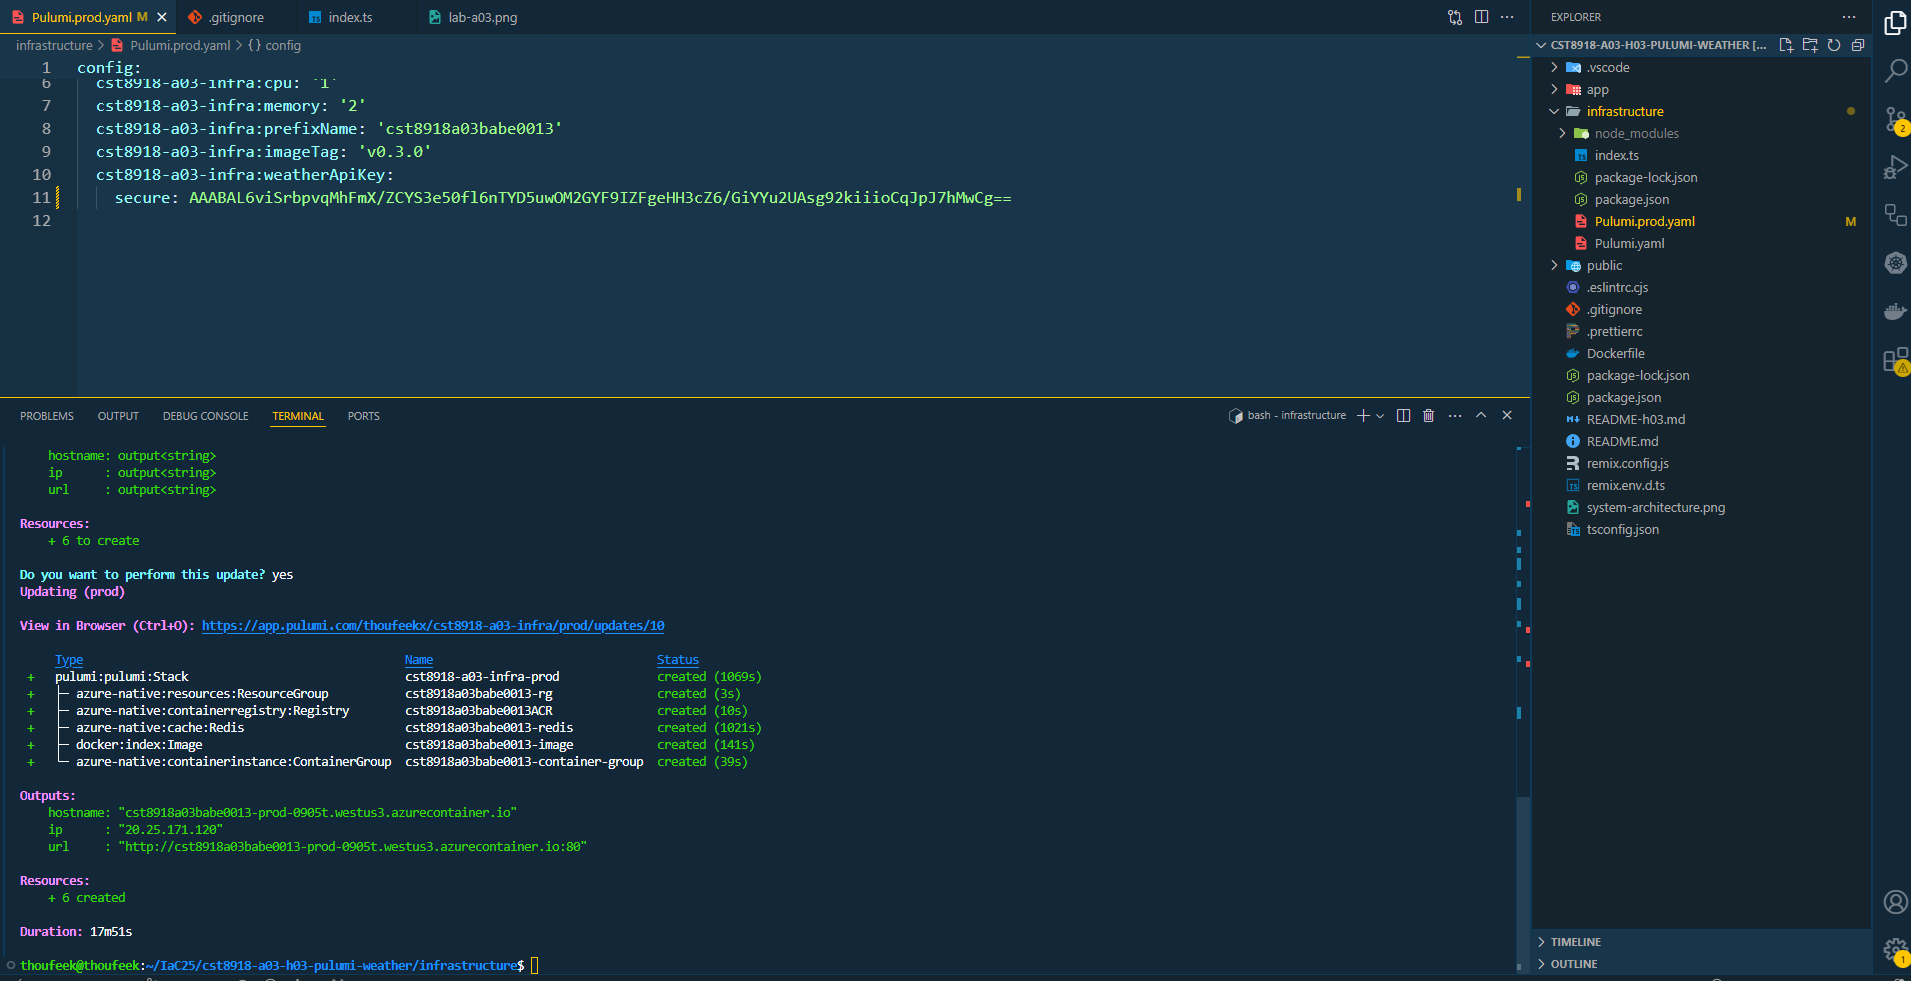 Pulumi.prod.yaml M
.gitignore
index.ts
lab-a03.png
infrastructure > Pulumi.prod.yaml > {} config
1 config:
6 cst8918-a03-infra:cpu: '1'
7 cst8918-a03-infra:memory: '2'
8 cst8918-a03-infra:prefixName: 'cst8918a03babe0013'
9 cst8918-a03-infra:imageTag: 'v0.3.0'
10 cst8918-a03-infra:weatherApiKey:
11 secure: AAABAL6viSrbpvqMhFmX/ZCYS3e50fl6nTYD5uwOM2GYF9IZFgeHH3cZ6/GiYYu2UAsg92kiiioCqJpJ7hMwCg==
12
PROBLEMS OUTPUT DEBUG CONSOLE TERMINAL PORTS
bash - infrastructure
hostname: output<string>
ip : output<string>
url : output<string>
Resources:
+ 6 to create
Do you want to perform this update? yes
Updating (prod)
View in Browser (Ctrl+O): https://app.pulumi.com/thoufeekx/cst8918-a03-infra/prod/updates/10
Type Name Status
+ pulumi:pulumi:Stack cst8918-a03-infra-prod created (1069s)
+ azure-native:resources:ResourceGroup cst8918a03babe0013-rg created (3s)
+ azure-native:containerregistry:Registry cst8918a03babe0013ACR created (10s)
+ azure-native:cache:Redis cst8918a03babe0013-redis created (1021s)
+ docker:index:Image cst8918a03babe0013-image created (141s)
+ azure-native:containerinstance:ContainerGroup cst8918a03babe0013-container-group created (39s)
Outputs:
hostname: "cst8918a03babe0013-prod-0905t.westus3.azurecontainer.io"
ip : "20.25.171.120"
url : "http://cst8918a03babe0013-prod-0905t.westus3.azurecontainer.io:80"
Resources:
+ 6 created
Duration: 17m51s
thoufeek@thoufeek:~/IaC25/cst8918-a03-h03-pulumi-weather/infrastructure$
EXPLORER
CST8918-A03-H03-PULUMI-WEATHER [...
.vscode
app
infrastructure
node_modules
index.ts
package-lock.json
package.json
Pulumi.prod.yaml M
Pulumi.yaml
public
.eslintrc.cjs
.gitignore
.prettierrc
Dockerfile
package-lock.json
package.json
README-h03.md
README.md
remix.config.js
remix.env.d.ts
system-architecture.png
tsconfig.json
TIMELINE
OUTLINE
2
1